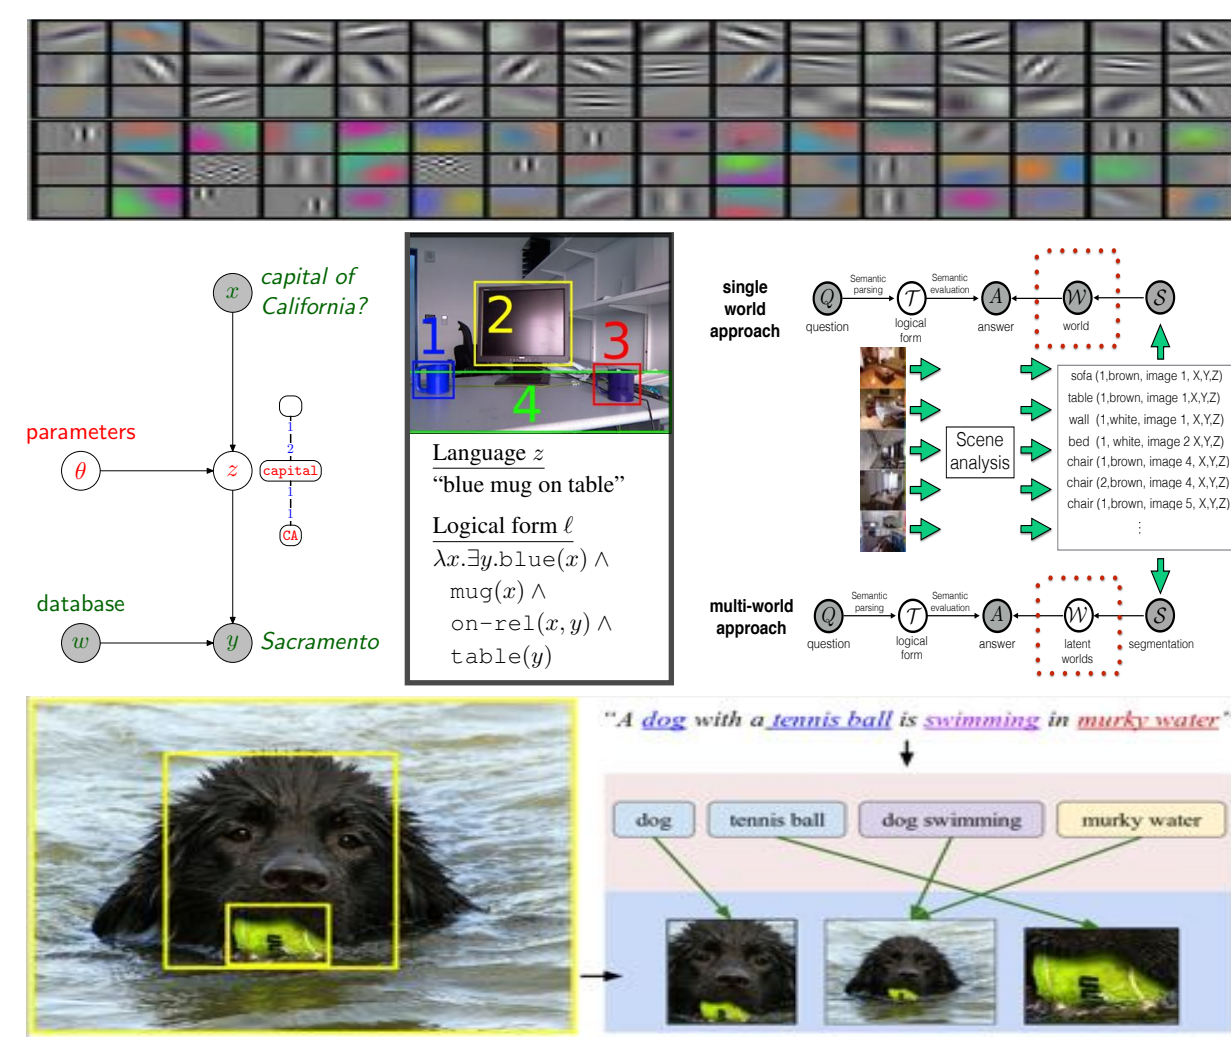 x
capital of
California?
parameters
θ
z
1
2
capital
1
1
CA
database
w
y
Sacramento
1
2
3
4
Language z
“blue mug on table”
Logical form ℓ
λx.∃y.blue(x) ∧
mug(x) ∧
on-rel(x, y) ∧
table(y)
single
world
approach
Q
question
Semantic
parsing
T
logical
form
Semantic
evaluation
A
answer
W
world
S
Scene
analysis
sofa (1,brown, image 1, X,Y,Z)
table (1,brown, image 1,X,Y,Z)
wall (1,white, image 1, X,Y,Z)
bed (1, white, image 2 X,Y,Z)
chair (1,brown, image 4, X,Y,Z)
chair (2,brown, image 4, X,Y,Z)
chair (1,brown, image 5, X,Y,Z)
⋮
multi-world
approach
Q
question
Semantic
parsing
T
logical
form
Semantic
evaluation
A
answer
W
latent
worlds
S
segmentation
“A dog with a tennis ball is swimming in murky water”
dog
tennis ball
dog swimming
murky water